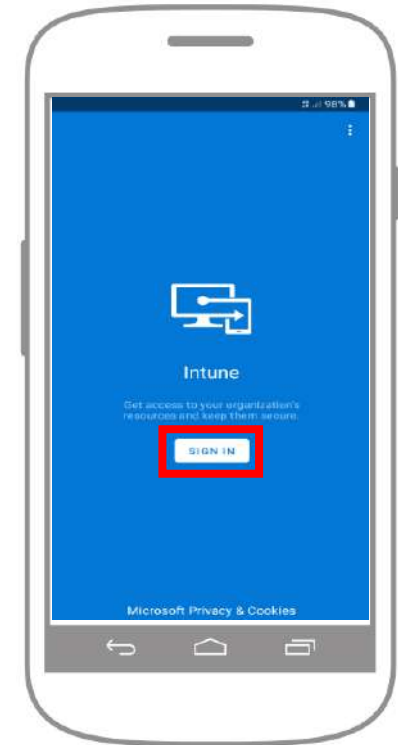 98%
Intune
Get access to your organization's
resources and keep them secure.
SIGN IN
Microsoft Privacy & Cookies